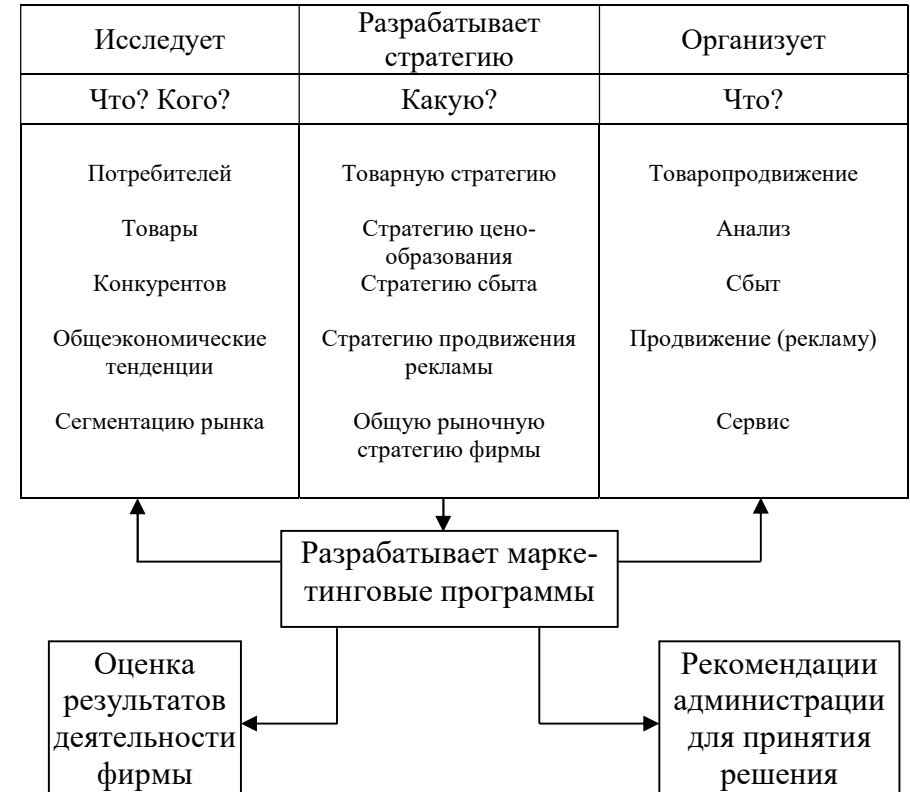 Исследует
Разрабатывает
стратегию
Организует
Что? Кого?
Какую?
Что?
Потребителей
Товары
Конкурентов
Общеэкономические
тенденции
Сегментацию рынка
Товарную стратегию
Стратегию цено-
образования
Стратегию сбыта
Стратегию продвижения
рекламы
Общую рыночную
стратегию фирмы
Товаропродвижение
Анализ
Сбыт
Продвижение (рекламу)
Сервис
Разрабатывает марке-
тинговые программы
Оценка
результатов
деятельности
фирмы
Рекомендации
администрации
для принятия
решения